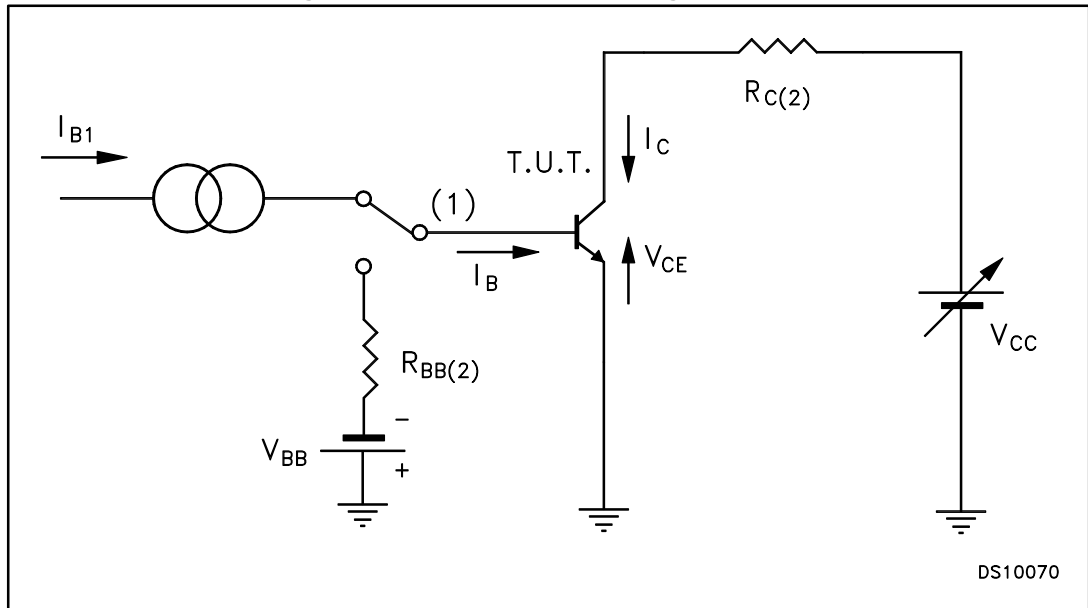 R_C(2)
I_B1
I_C
T.U.T.
(1)
V_CE
I_B
V_CC
R_BB(2)
−
V_BB
+
DS10070